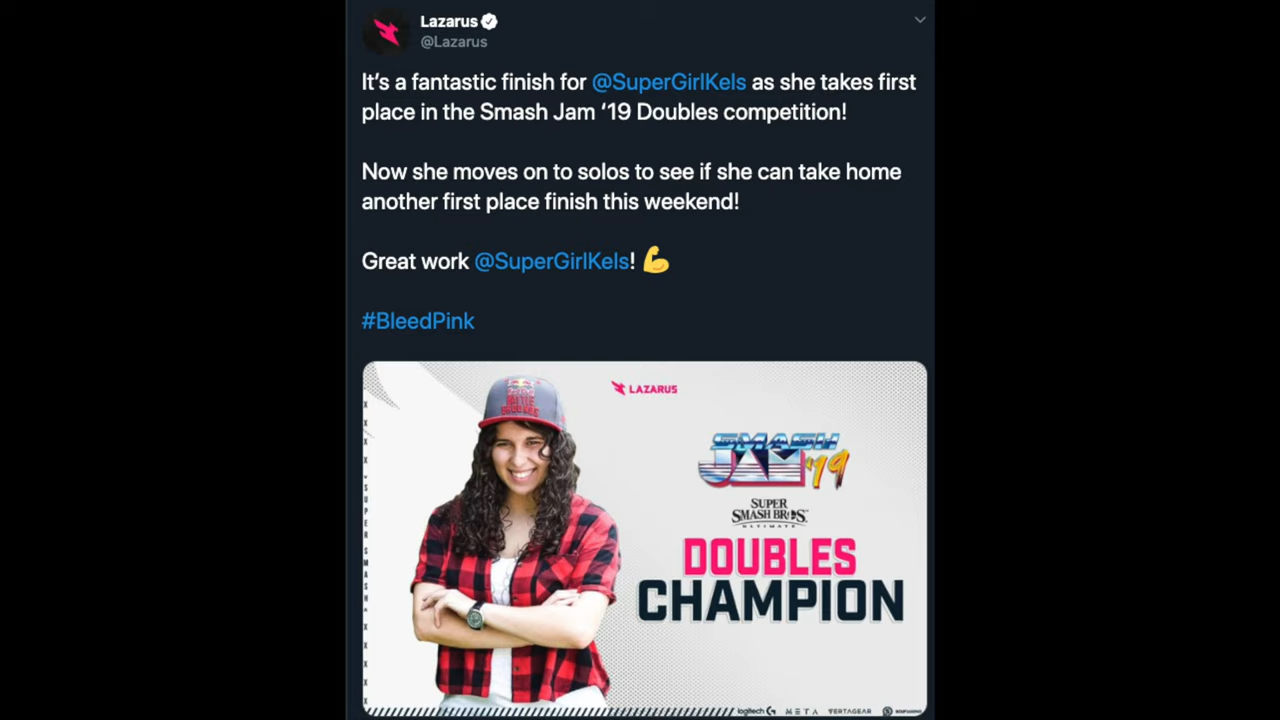 Lazarus
@Lazarus
It’s a fantastic finish for @SuperGirlKels as she takes first
place in the Smash Jam ‘19 Doubles competition!
Now she moves on to solos to see if she can take home
another first place finish this weekend!
Great work @SuperGirlKels! 💪
#BleedPink
LAZARUS
SMASH
JAM '19
SUPER
SMASH BROS.
ULTIMATE
DOUBLES
CHAMPION
SUPER SMASH
logitech G META VERTAGEAR